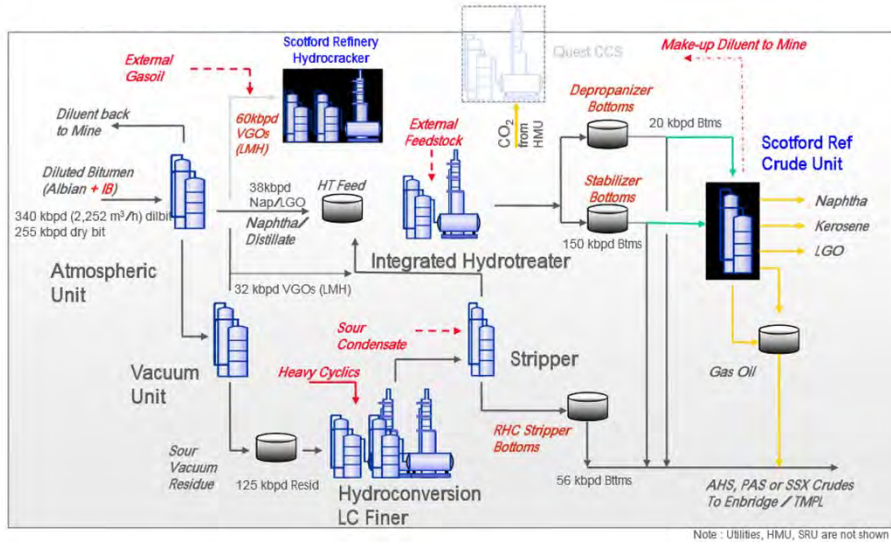 Quest CCS
Scotford Refinery
Hydrocracker
Make-up Diluent to Mine
External
Gasoil
Diluent back
to Mine
60kbpd
VGOs
(LMH)
External
Feedstock
CO2
from
HMU
Depropanizer
Bottoms
20 kbpd Btms
Scotford Ref
Crude Unit
Diluted Bitumen
(Albian + IB)
340 kbpd (2,252 m³/h) dilbit
255 kbpd dry bit
38kbpd
Nap/LGO
Naphtha/
Distillate
HT Feed
Stabilizer
Bottoms
150 kbpd Btms
Naphtha
Kerosene
LGO
Atmospheric
Unit
Integrated Hydrotreater
32 kbpd VGOs (LMH)
Sour
Condensate
Stripper
Vacuum
Unit
Heavy Cyclics
Gas Oil
RHC Stripper
Bottoms
Sour
Vacuum
Residue
125 kbpd Resid
Hydroconversion
LC Finer
56 kbpd Bttms
AHS, PAS or SSX Crudes
To Enbridge / TMPL
Note : Utilities, HMU, SRU are not shown